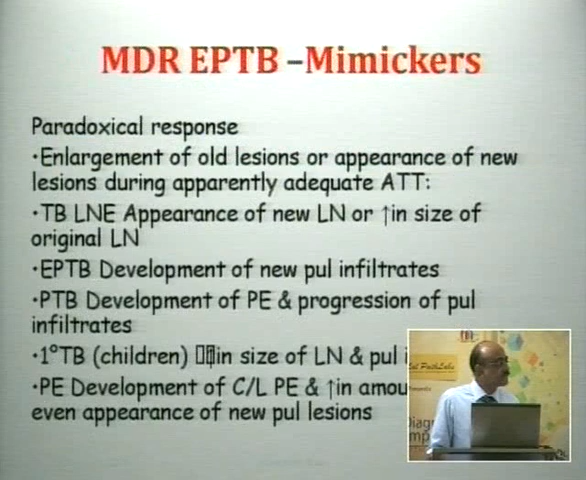 MDR EPTB –Mimickers
Paradoxical response
•Enlargement of old lesions or appearance of new
lesions during apparently adequate ATT:
•TB LNE Appearance of new LN or ↑in size of
original LN
•EPTB Development of new pul infiltrates
•PTB Development of PE & progression of pul
infiltrates
•1°TB (children) in size of LN & pul
•PE Development of C/L PE & ↑in
even appearance of new pul lesions